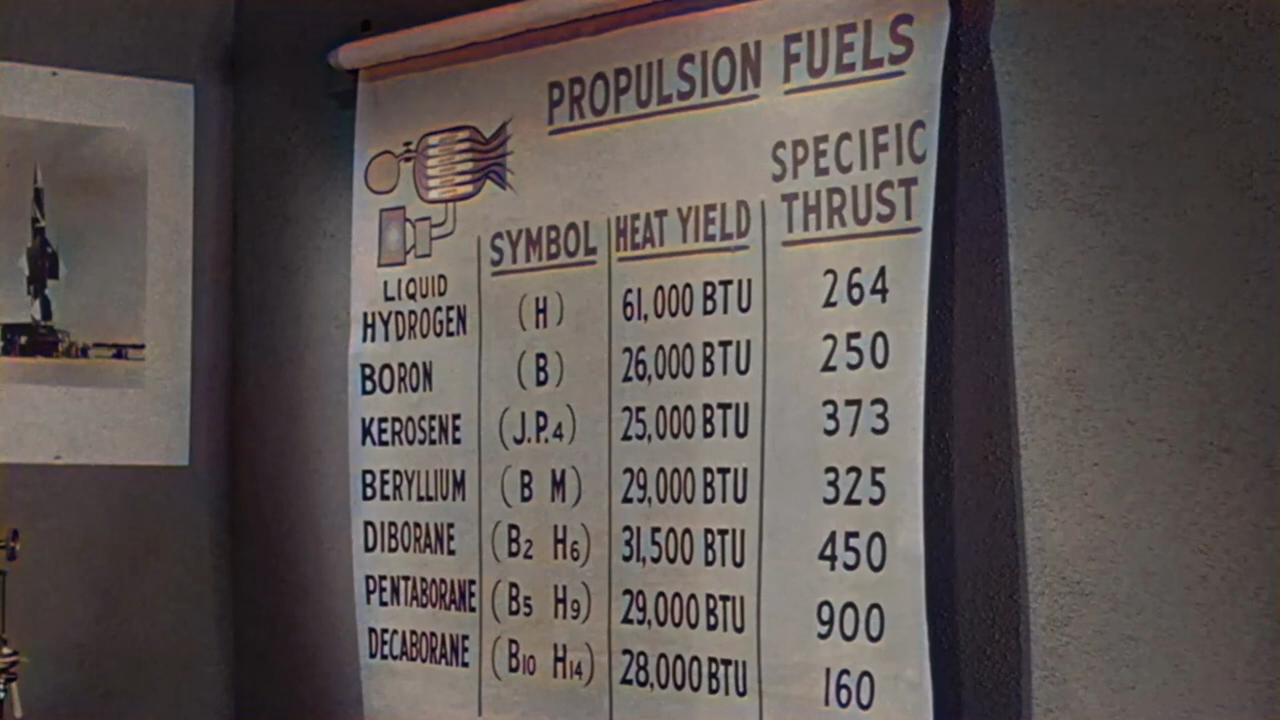 PROPULSION FUELS
SYMBOL HEAT YIELD SPECIFIC THRUST
LIQUID HYDROGEN (H) 61,000 BTU 264
BORON (B) 26,000 BTU 250
KEROSENE (J.P.4) 25,000 BTU 373
BERYLLIUM (B M) 29,000 BTU 325
DIBORANE (B2 H6) 31,500 BTU 450
PENTABORANE (B5 H9) 29,000 BTU 900
DECABORANE (B10 H14) 28,000 BTU 160